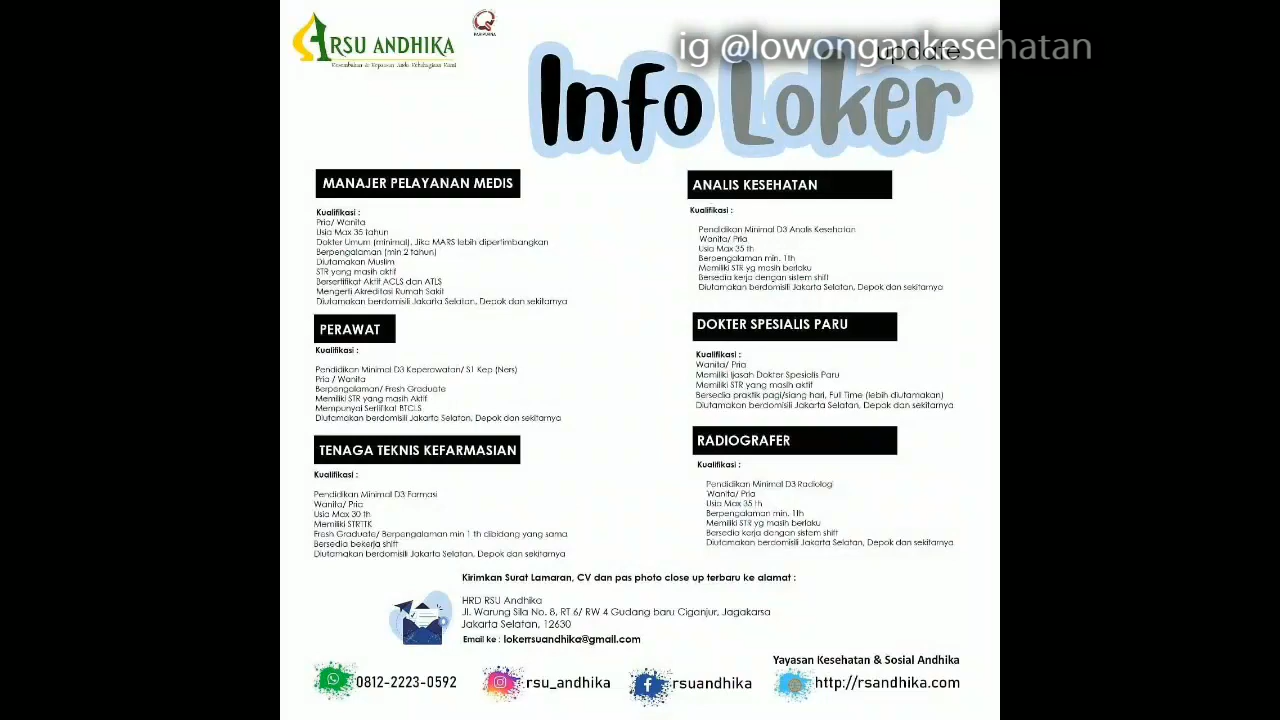 RSU ANDHIKA
Kesembuhan & Kepuasan Anda Kebahagiaan Kami
PARIPURNA
ig @lowongankesehatan
update
Info Loker
MANAJER PELAYANAN MEDIS
Kualifikasi :
Pria/ Wanita
Usia Max 35 tahun
Dokter Umum (minimal), Jika MARS lebih dipertimbangkan
Berpengalaman (min 2 tahun)
Diutamakan Muslim
STR yang masih aktif
Bersertifikat Aktif ACLS dan ATLS
Mengerti Akreditasi Rumah Sakit
Diutamakan berdomisili Jakarta Selatan, Depok dan sekitarnya
PERAWAT
Kualifikasi :
Pendidikan Minimal D3 Keperawatan/ S1 Kep (Ners)
Pria / Wanita
Berpengalaman/ Fresh Graduate
Memiliki STR yang masih Aktif
Mempunyai Sertifikat BTCLS
Diutamakan berdomisili Jakarta Selatan, Depok dan sekitarnya
TENAGA TEKNIS KEFARMASIAN
Kualifikasi :
Pendidikan Minimal D3 Farmasi
Wanita/ Pria
Usia Max 30 th
Memiliki STRTTK
Fresh Graduate/ Berpengalaman min 1 th dibidang yang sama
Bersedia bekerja shift
Diutamakan berdomisili Jakarta Selatan, Depok dan sekitarnya
ANALIS KESEHATAN
Kualifikasi :
Pendidikan Minimal D3 Analis Kesehatan
Wanita/ Pria
Usia Max 35 th
Berpengalaman min. 1th
Memiliki STR yg masih berlaku
Bersedia kerja dengan sistem shift
Diutamakan berdomisili Jakarta Selatan, Depok dan sekitarnya
DOKTER SPESIALIS PARU
Kualifikasi :
Wanita/ Pria
Memiliki Ijasah Dokter Spesialis Paru
Memiliki STR yang masih aktif
Bersedia praktik pagi/siang hari, Full Time (lebih diutamakan)
Diutamakan berdomisili Jakarta Selatan, Depok dan sekitarnya
RADIOGRAFER
Kualifikasi :
Pendidikan Minimal D3 Radiologi
Wanita/ Pria
Usia Max 35 th
Berpengalaman min. 1th
Memiliki STR yg masih berlaku
Bersedia kerja dengan sistem shift
Diutamakan berdomisili Jakarta Selatan, Depok dan sekitarnya
Kirimkan Surat Lamaran, CV dan pas photo close up terbaru ke alamat :
HRD RSU Andhika
Jl. Warung Sila No. 8, RT 6/ RW 4 Gudang baru Ciganjur, Jagakarsa
Jakarta Selatan, 12630
Email ke : lokerrsuandhika@gmail.com
Yayasan Kesehatan & Sosial Andhika
0812-2223-0592
rsu_andhika
rsuandhika
http://rsandhika.com